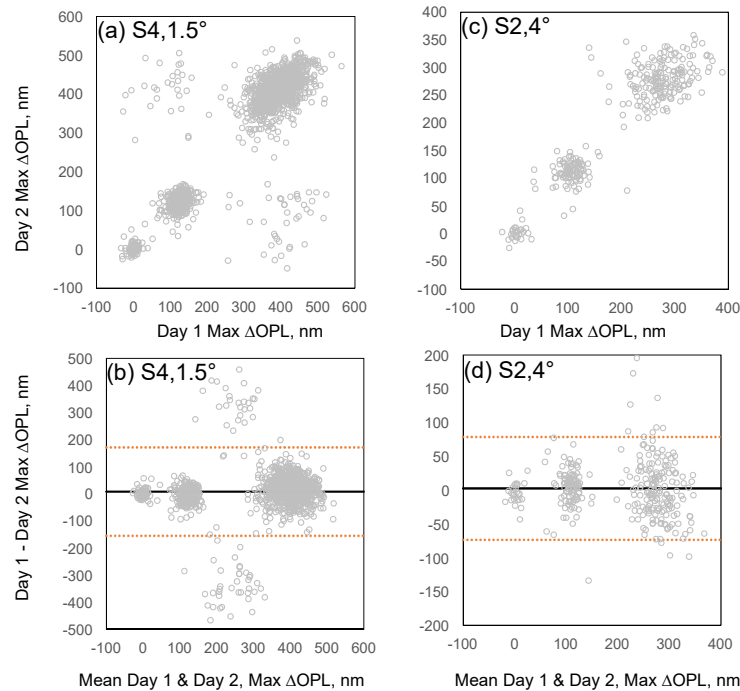 (a) S4,1.5°
600
500
400
300
200
100
0
-100
-100 0 100 200 300 400 500 600
Day 1 Max ΔOPL, nm
Day 2 Max ΔOPL, nm
(c) S2,4°
400
350
300
250
200
150
100
50
0
-50
-100
-100 0 100 200 300 400
Day 1 Max ΔOPL, nm
(b) S4,1.5°
500
400
300
200
100
0
-100
-200
-300
-400
-500
-100 0 100 200 300 400 500 600
Mean Day 1 & Day 2, Max ΔOPL, nm
Day 1 - Day 2 Max ΔOPL, nm
(d) S2,4°
200
150
100
50
0
-50
-100
-150
-200
-100 0 100 200 300 400
Mean Day 1 & Day 2, Max ΔOPL, nm